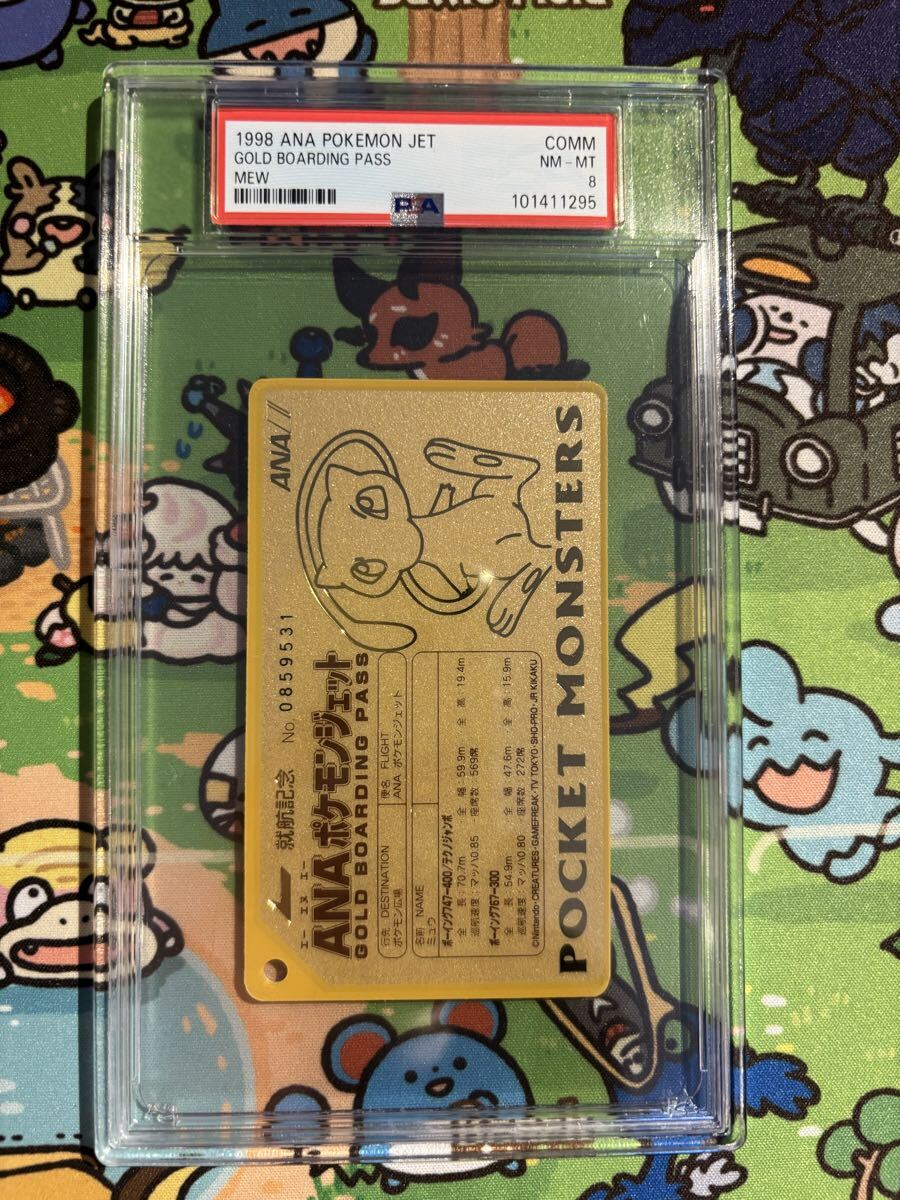 1998 ANA POKEMON JET
GOLD BOARDING PASS
MEW
COMM
NM - MT
8
101411295
PSA
ANA//
就航記念 No. 0859531
エー エヌ エー
ANAポケモンジェット
GOLD BOARDING PASS
行先 DESTINATION
ポケモン広場
便名 FLIGHT
ANA ポケモンジェット
名前 NAME
ミュウ
ボーイング747-400/テクノジャンボ
全長:70.7m 全幅:59.9m 全高:19.4m
巡航速度:マッハ0.85 座席数:569席
ボーイング767-300
全長:54.9m 全幅:47.6m 全高:15.9m
巡航速度:マッハ0.80 座席数:272席
©Nintendo・CREATURES・GAMEFREAK・TV TOKYO・SHO-PRO・JR KIKAKU
POCKET MONSTERS